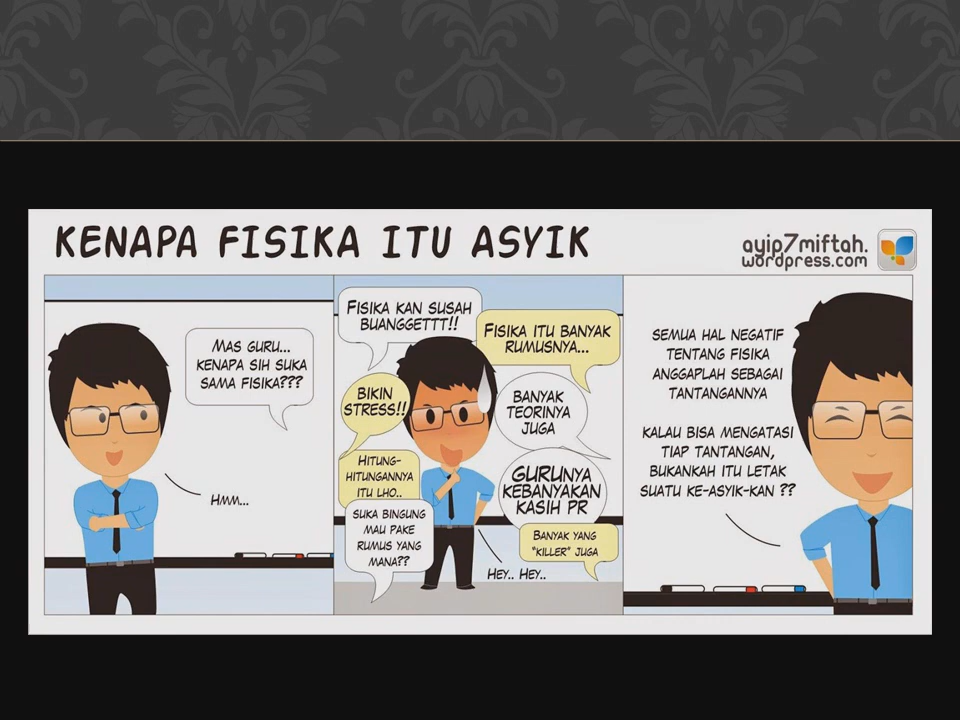 KENAPA FISIKA ITU ASYIK
ayip7miftah.
wordpress.com
MAS GURU...
KENAPA SIH SUKA
SAMA FISIKA???
HMM...
FISIKA KAN SUSAH
BUANGGETTT!!
FISIKA ITU BANYAK
RUMUSNYA...
BIKIN
STRESS!!
BANYAK
TEORINYA
JUGA
HITUNG-
HITUNGANNYA
ITU LHO..
GURUNYA
KEBANYAKAN
KASIH PR
SUKA BINGUNG
MAU PAKE
RUMUS YANG
MANA??
BANYAK YANG
"KILLER" JUGA
HEY.. HEY..
SEMUA HAL NEGATIF
TENTANG FISIKA
ANGGAPLAH SEBAGAI
TANTANGANNYA
KALAU BISA MENGATASI
TIAP TANTANGAN,
BUKANKAH ITU LETAK
SUATU KE-ASYIK-KAN ??